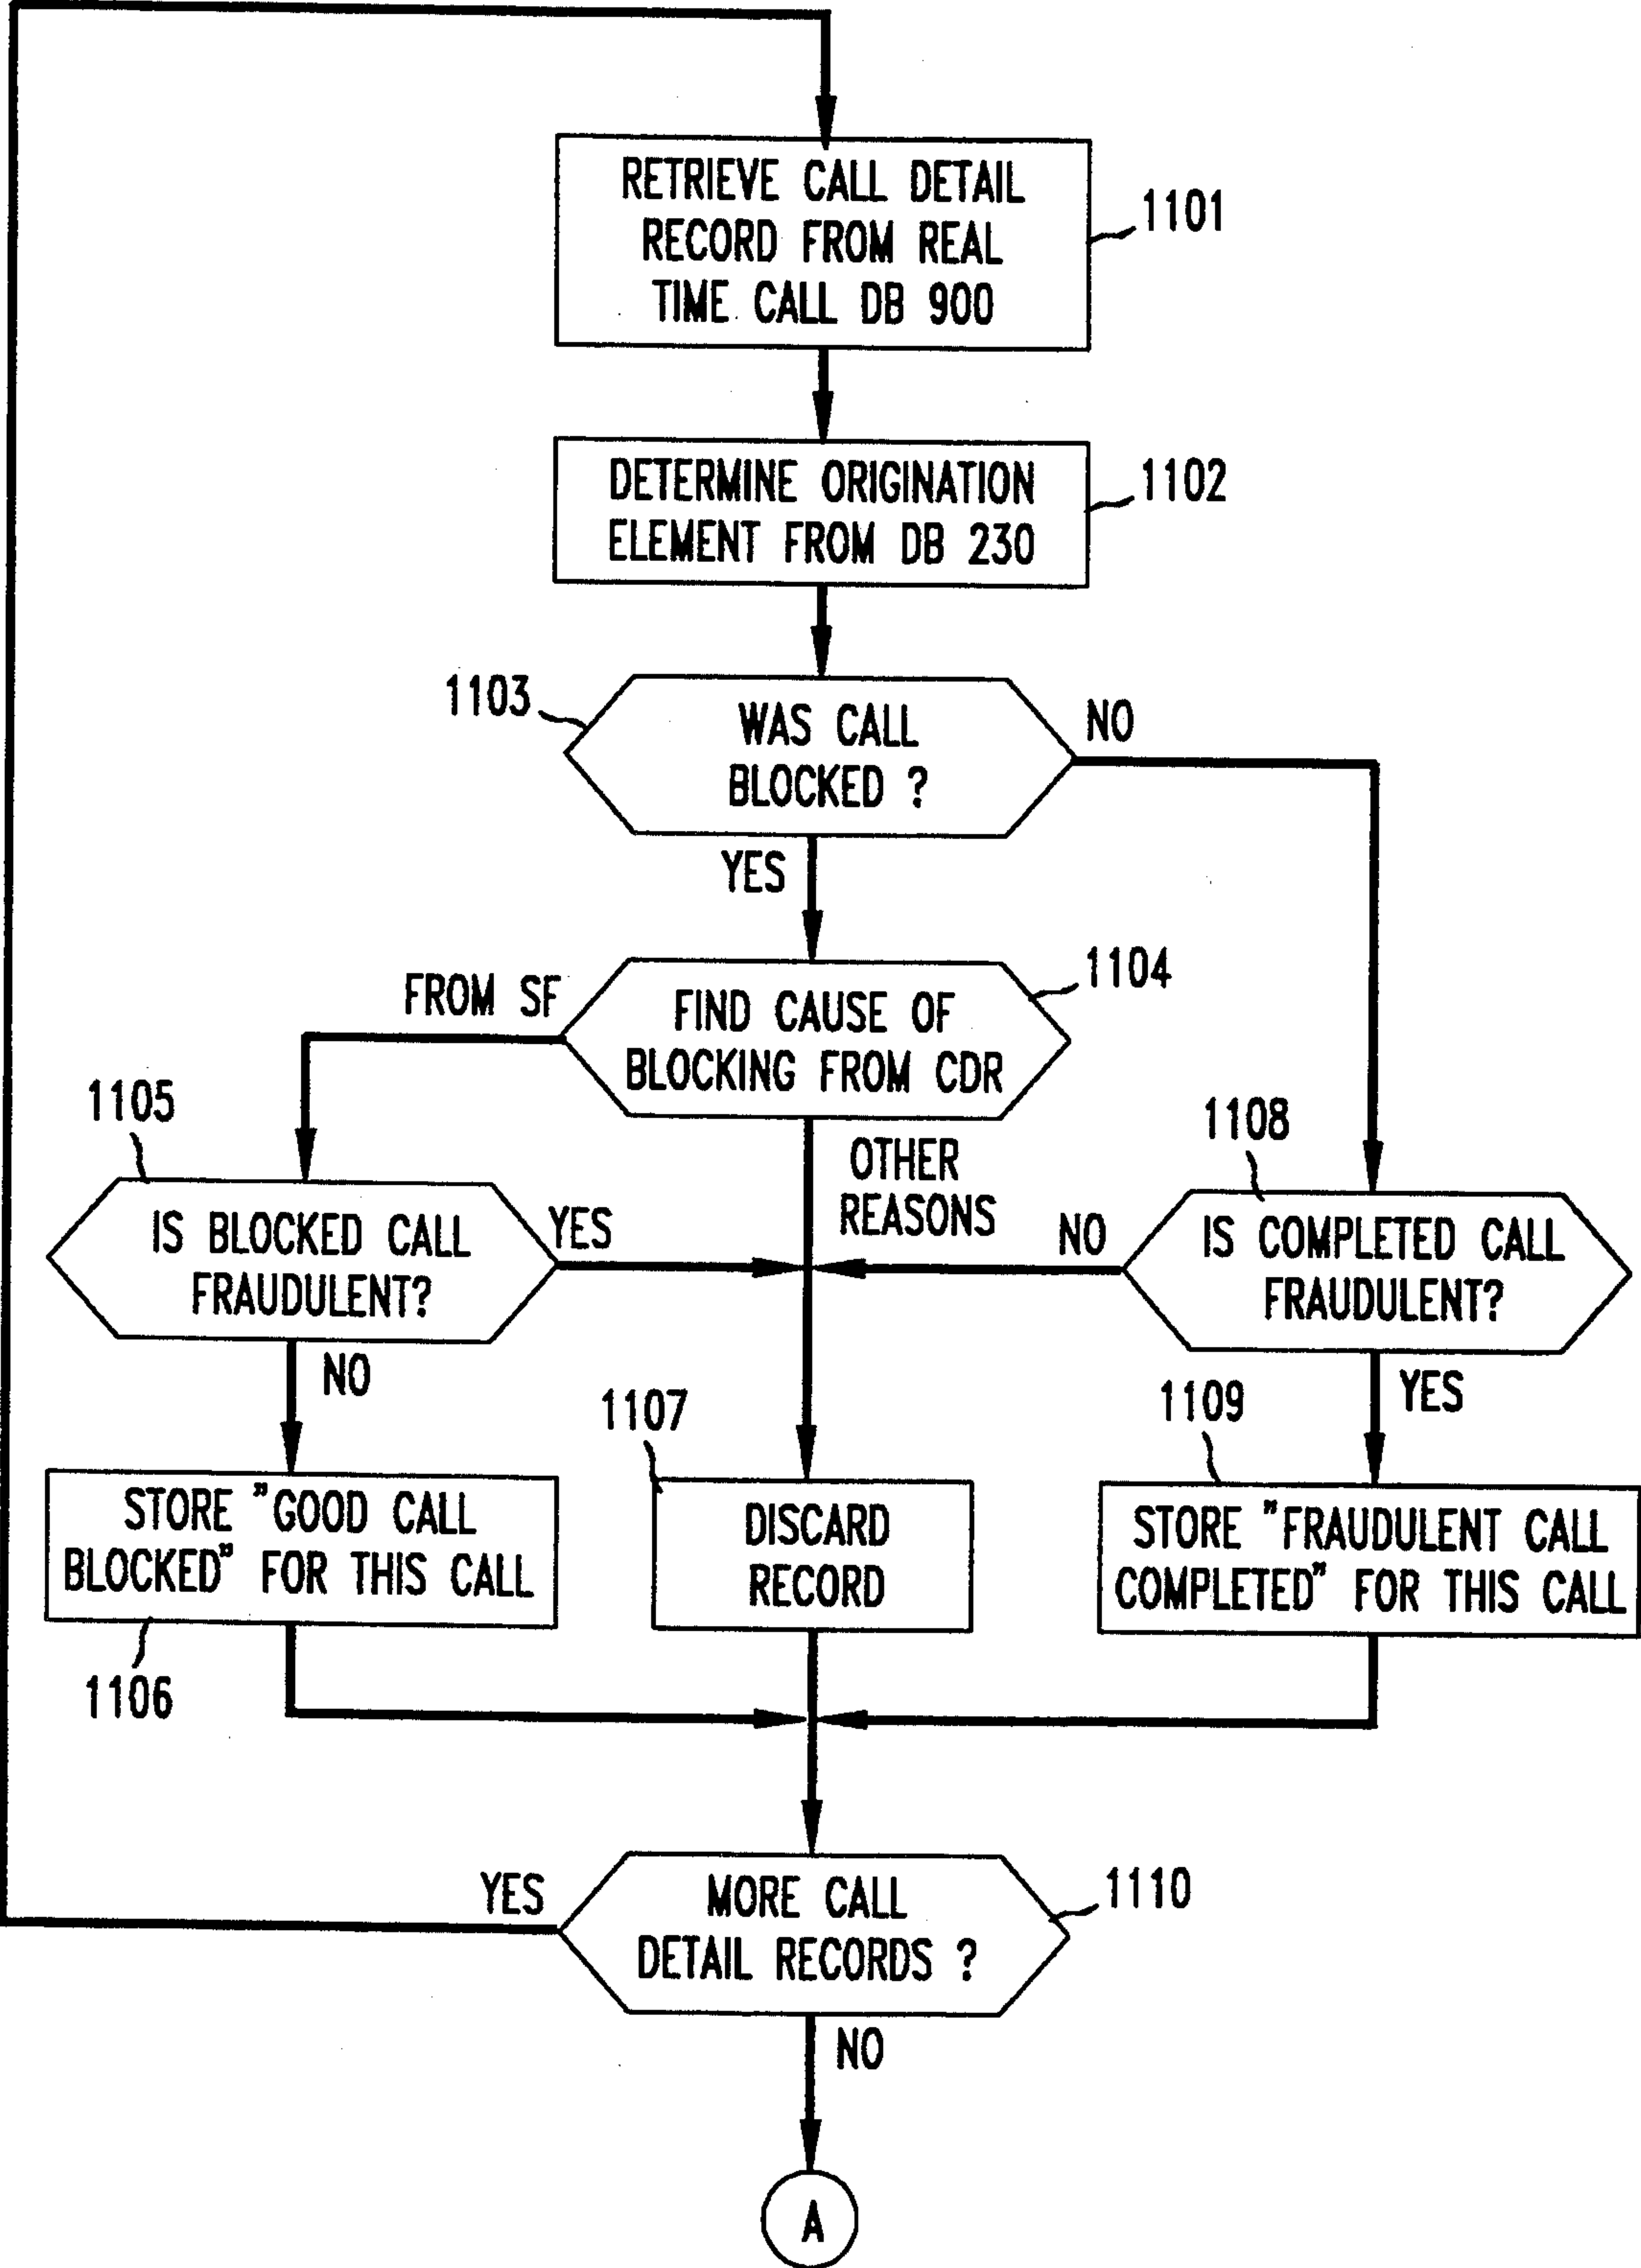 RETRIEVE CALL DETAIL
RECORD FROM REAL
TIME CALL DB 900
1101
DETERMINE ORIGINATION
ELEMENT FROM DB 230
1102
1103
WAS CALL
BLOCKED ?
NO
YES
1104
FROM SF
FIND CAUSE OF
BLOCKING FROM CDR
1105
OTHER
REASONS
1108
IS BLOCKED CALL
FRAUDULENT?
YES
NO
IS COMPLETED CALL
FRAUDULENT?
NO
YES
1107
1109
STORE "GOOD CALL
BLOCKED" FOR THIS CALL
DISCARD
RECORD
STORE "FRAUDULENT CALL
COMPLETED" FOR THIS CALL
1106
YES
MORE CALL
DETAIL RECORDS ?
1110
NO
A